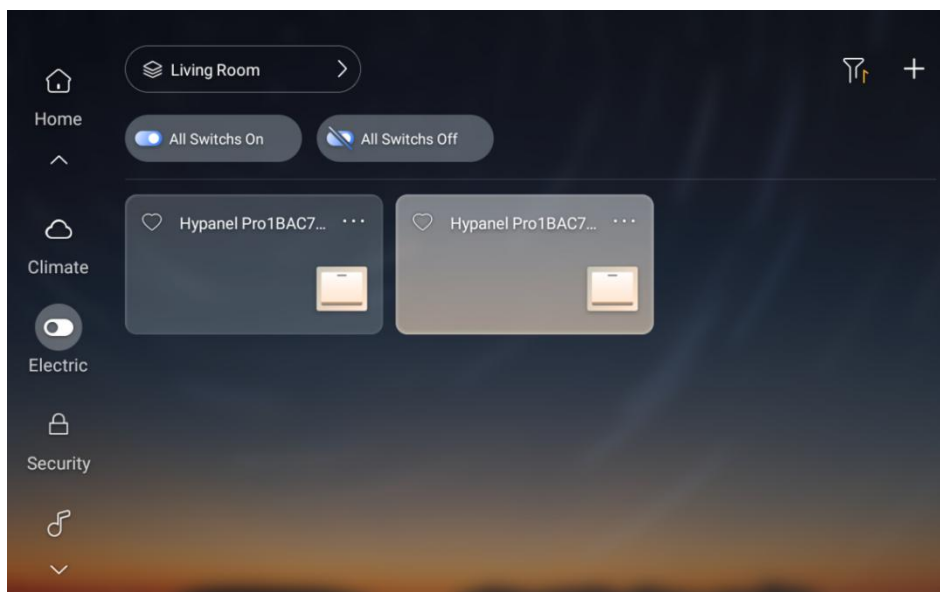 Living Room
Home
All Switchs On
All Switchs Off
Hypanel Pro1BAC7...
Hypanel Pro1BAC7...
Climate
Electric
Security